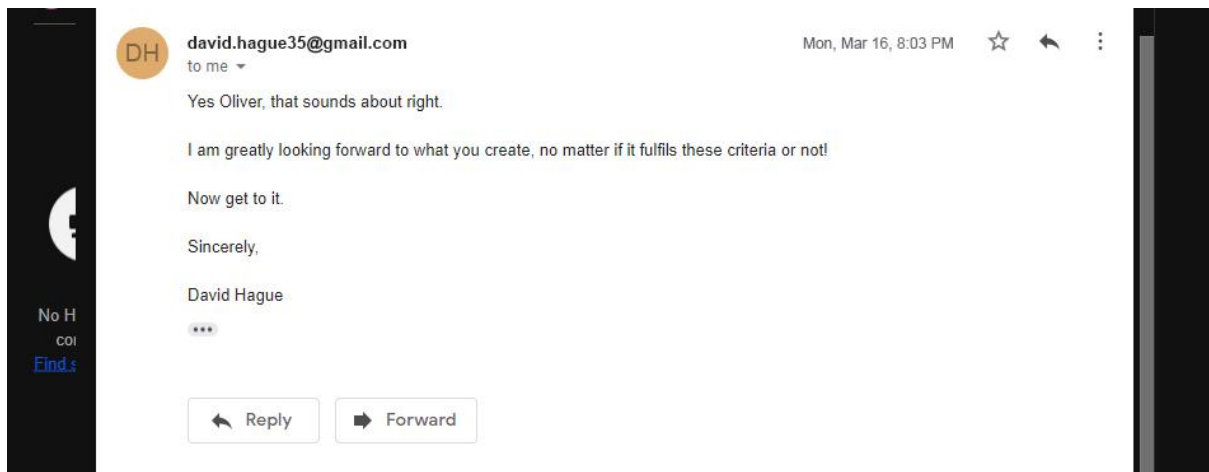 DH
david.hague35@gmail.com
Mon, Mar 16, 8:03 PM
to me
Yes Oliver, that sounds about right.
I am greatly looking forward to what you create, no matter if it fulfils these criteria or not!
Now get to it.
Sincerely,
David Hague
No H
Find s
Reply
Forward